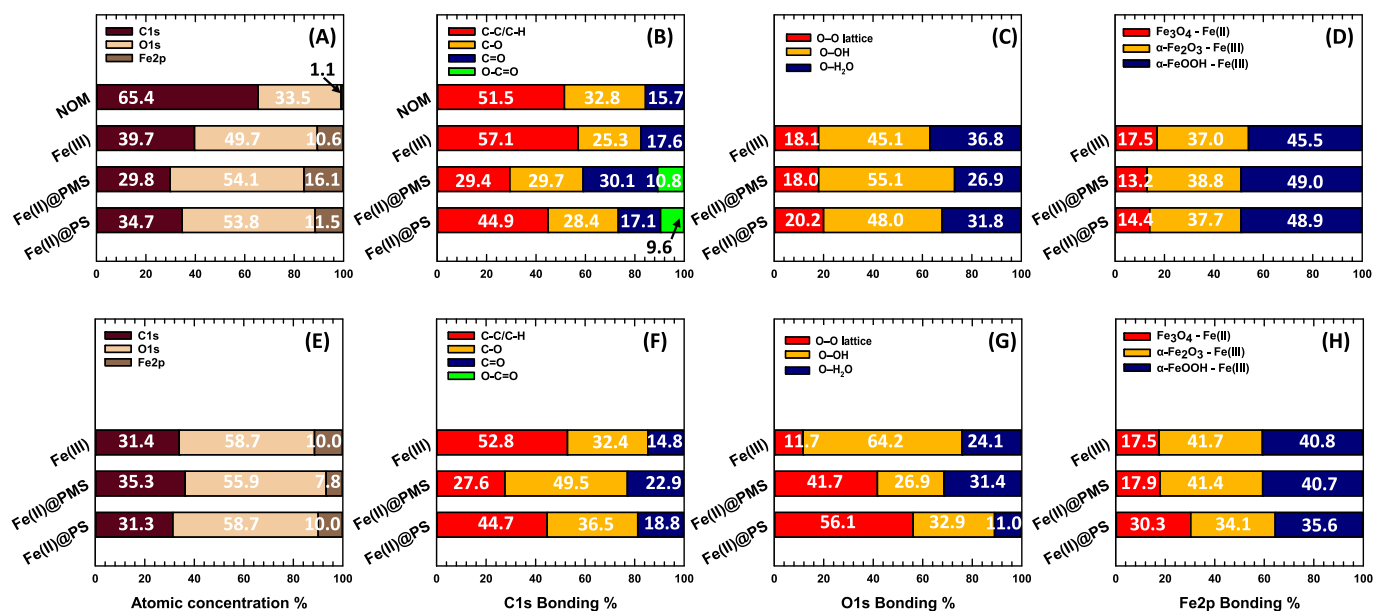 (A)
C1s
O1s
Fe2p
1.1
NOM
65.4 33.5
Fe(III)
39.7 49.7 10.6
Fe(II)@PMS
29.8 54.1 16.1
Fe(II)@PS
34.7 53.8 11.5
0 20 40 60 80 100
(B)
C-C/C-H
C-O
C=O
O-C=O
NOM
51.5 32.8 15.7
Fe(III)
57.1 25.3 17.6
Fe(II)@PMS
29.4 29.7 30.1 10.8
Fe(II)@PS
44.9 28.4 17.1
9.6
0 20 40 60 80 100
(C)
O–O lattice
O–OH
O–H₂O
Fe(III)
18.1 45.1 36.8
Fe(II)@PMS
18.0 55.1 26.9
Fe(II)@PS
20.2 48.0 31.8
0 20 40 60 80 100
(D)
Fe₃O₄ - Fe(II)
α-Fe₂O₃ - Fe(III)
α-FeOOH - Fe(III)
Fe(III)
17.5 37.0 45.5
Fe(II)@PMS
13.2 38.8 49.0
Fe(II)@PS
14.4 37.7 48.9
0 20 40 60 80 100
(E)
C1s
O1s
Fe2p
Fe(III)
31.4 58.7 10.0
Fe(II)@PMS
35.3 55.9 7.8
Fe(II)@PS
31.3 58.7 10.0
0 20 40 60 80 100
Atomic concentration %
(F)
C-C/C-H
C-O
C=O
O-C=O
Fe(III)
52.8 32.4 14.8
Fe(II)@PMS
27.6 49.5 22.9
Fe(II)@PS
44.7 36.5 18.8
0 20 40 60 80 100
C1s Bonding %
(G)
O–O lattice
O–OH
O–H₂O
Fe(III)
11.7 64.2 24.1
Fe(II)@PMS
41.7 26.9 31.4
Fe(II)@PS
56.1 32.9 11.0
0 20 40 60 80 100
O1s Bonding %
(H)
Fe₃O₄ - Fe(II)
α-Fe₂O₃ - Fe(III)
α-FeOOH - Fe(III)
Fe(III)
17.5 41.7 40.8
Fe(II)@PMS
17.9 41.4 40.7
Fe(II)@PS
30.3 34.1 35.6
0 20 40 60 80 100
Fe2p Bonding %